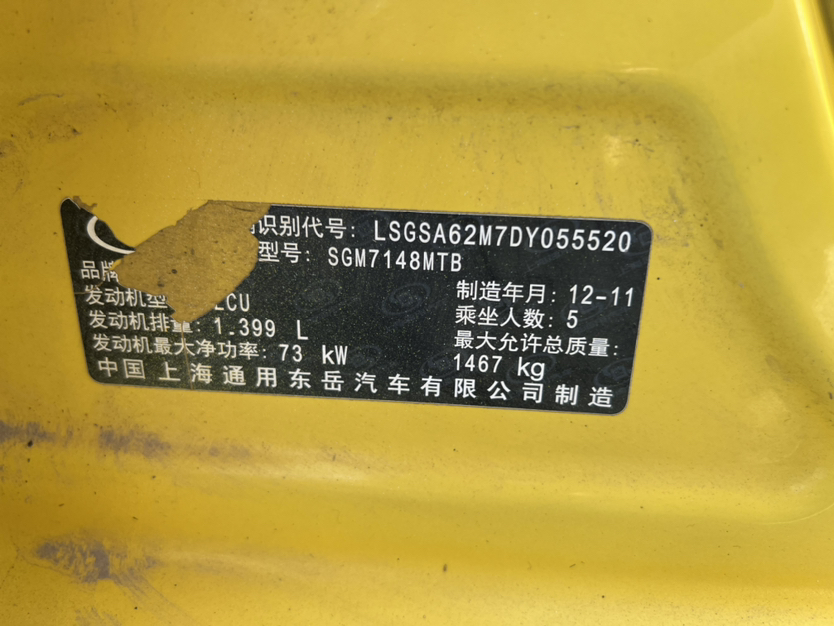 识别代号: LSGSA62M7DY055520
型号: SGM7148MTB
品牌
发动机型 LCU
制造年月: 12-11
发动机排量: 1.399 L
乘坐人数: 5
发动机最大净功率: 73 kW
最大允许总质量:
1467 kg
中国上海通用东岳汽车有限公司制造